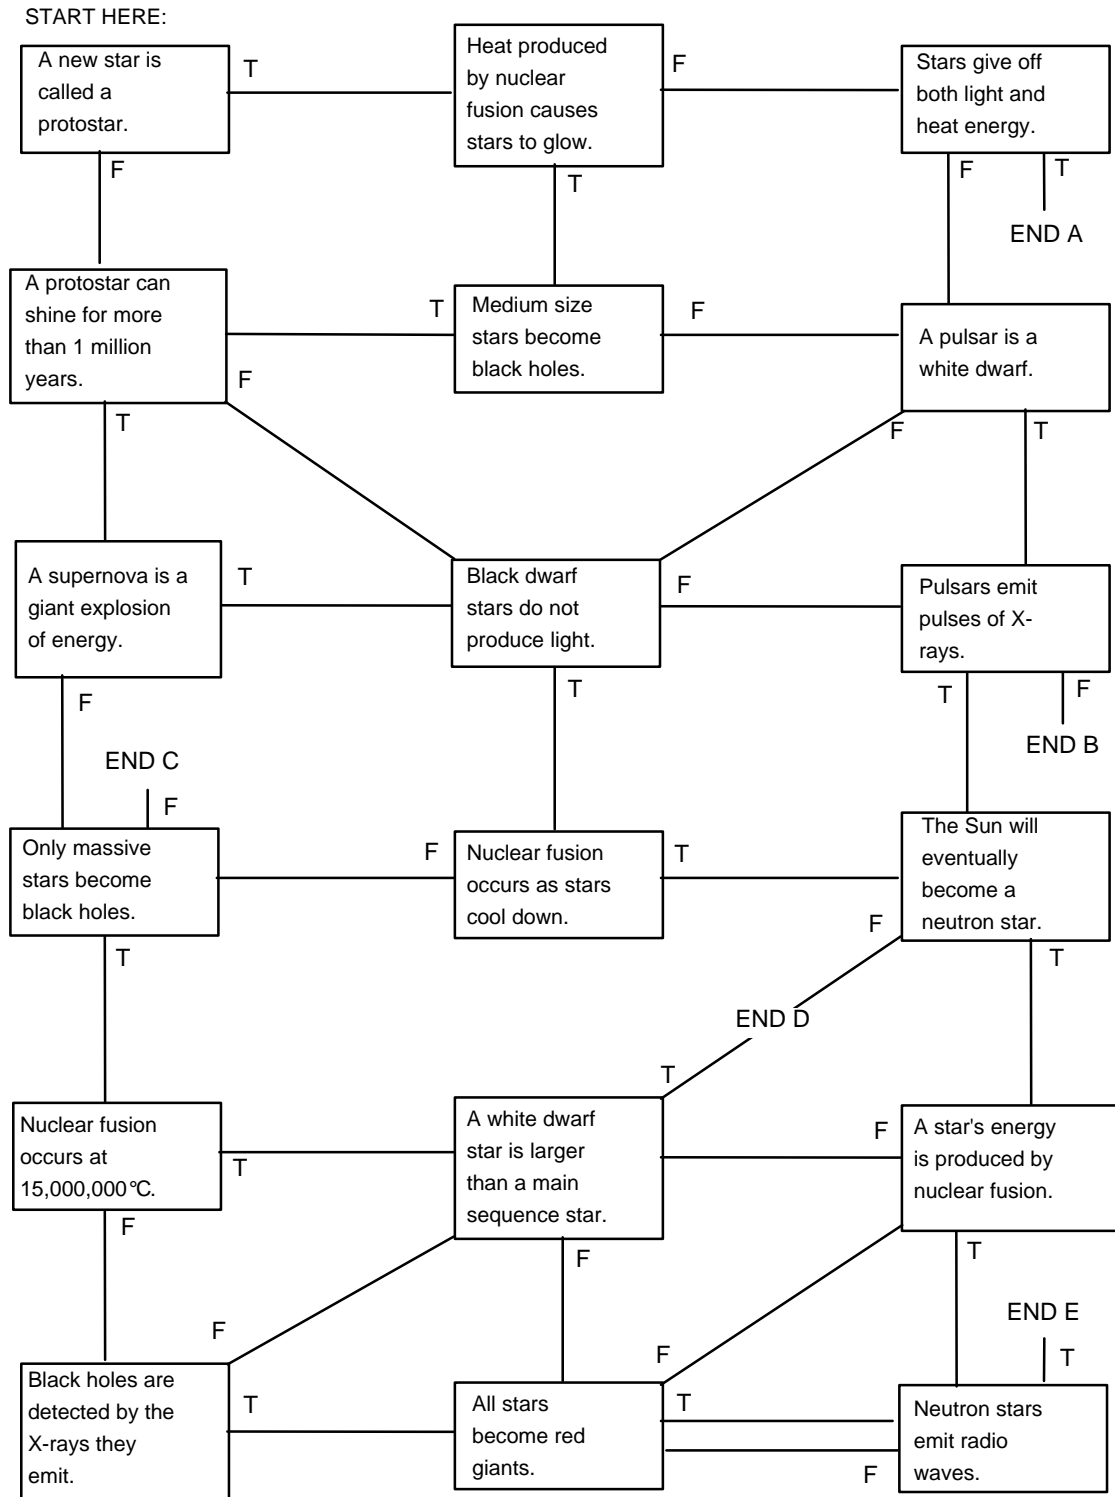 START HERE:
A new star is
called a
protostar.
T
F
Heat produced
by nuclear
fusion causes
stars to glow.
F
T
Stars give off
both light and
heat energy.
F
T
END A
A protostar can
shine for more
than 1 million
years.
F
T
T
Medium size
stars become
black holes.
F
A pulsar is a
white dwarf.
F
T
A supernova is a
giant explosion
of energy.
T
F
Black dwarf
stars do not
produce light.
F
T
Pulsars emit
pulses of X-
rays.
T
F
END B
END C
F
Only massive
stars become
black holes.
T
F
Nuclear fusion
occurs as stars
cool down.
T
The Sun will
eventually
become a
neutron star.
F
T
END D
Nuclear fusion
occurs at
15,000,000°C.
T
F
A white dwarf
star is larger
than a main
sequence star.
T
F
F
A star's energy
is produced by
nuclear fusion.
T
F
END E
T
Black holes are
detected by the
X-rays they
emit.
F
T
All stars
become red
giants.
T
F
Neutron stars
emit radio
waves.